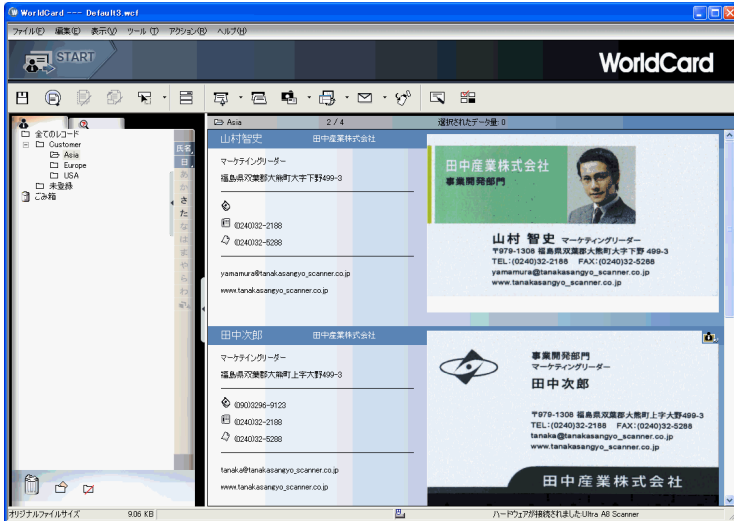 WorldCard --- Default3.wcf
ファイル(F) 編集(E) 表示(V) ツール(T) アクション(R) ヘルプ(H)
START
WorldCard
Asia 2 / 4 選択されたデータ量: 0
全てのレコード
Customer
Asia
Europe
USA
未登録
ごみ箱
氏名
日
あ
か
さ
た
な
は
ま
や
ら
わ
山村智史 田中産業株式会社
マーケティングリーダー
福島県双葉郡大熊町大字下野499-3
(0240)32-2188
(0240)32-5288
yamamura@tanakasangyo_scanner.co.jp
www.tanakasangyo_scanner.co.jp
田中産業株式会社
事業開発部門
山村 智史 マーケティングリーダー
〒979-1308 福島県双葉郡大熊町大字下野 499-3
TEL:(0240)32-2188 FAX:(0240)32-5288
yamamura@tanakasangyo_scanner.co.jp
www.tanakasangyo_scanner.co.jp
田中次郎 田中産業株式会社
マーケティングリーダー
福島県双葉郡大熊町上字大野499-3
(090)3296-9123
(0240)32-2188
(0240)32-5288
tanaka@tanakasangyo_scanner.co.jp
www.tanakasangyo_scanner.co.jp
事業開発部門
マーケティングリーダー
田中次郎
〒979-1308 福島県双葉郡大熊町上字大野499-3
TEL:(0240)32-2188 FAX:(0240)32-5288
tanaka@tanakasangyo_scanner.co.jp
www.tanakasangyo_scanner.co.jp
田中産業株式会社
オリジナルファイルサイズ 9.06 KB ハードウェアが接続されました-Ultra A8 Scanner